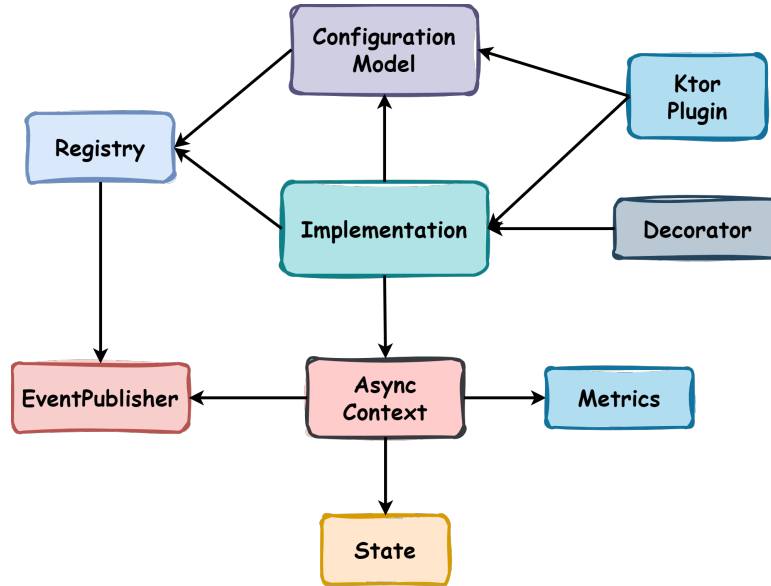 Configuration
Model
Ktor
Plugin
Registry
Implementation
Decorator
EventPublisher
Async
Context
Metrics
State